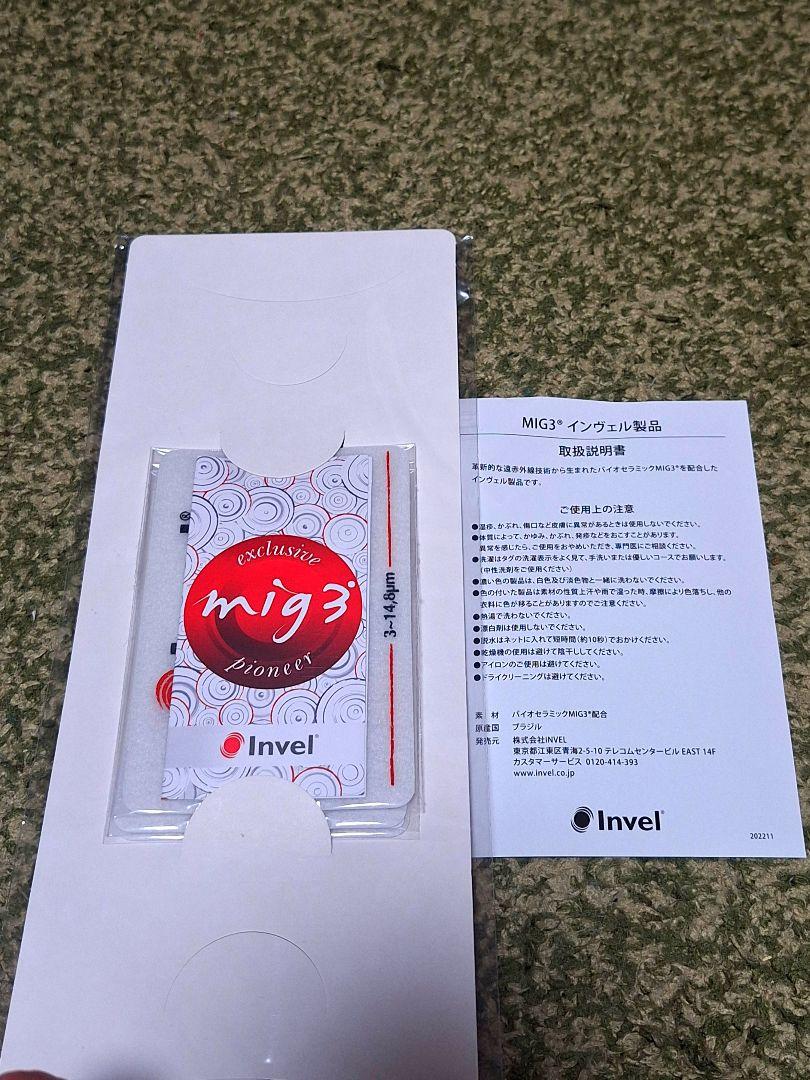 exclusive
mig3®
pioneer
Invel®
3~14,8µm
®
MIG3® インヴェル製品
取扱説明書
革新的な遠赤外線技術から生まれたバイオセラミックMIG3®を配合した
インヴェル製品です。
ご使用上の注意
●湿疹、かぶれ、傷口など皮膚に異常があるときは使用しないでください。
●体質によって、かゆみ、かぶれ、発疹などをおこすことがあります。
異常を感じたら、ご使用をおやめいただき、専門医にご相談ください。
●洗濯はタグの洗濯表示をよく見て、手洗いまたは優しいコースでお願いします。
(中性洗剤をご使用ください)
●濃い色の製品は、白色及び淡色物と一緒に洗わないでください。
●色の付いた製品は素材の性質上汗や雨で湿った時、摩擦により色落ちし、他の
衣料に色が移ることがありますのでご注意ください。
●熱湯で洗わないでください。
●漂白剤は使用しないでください。
●脱水はネットに入れて短時間(約10秒)でおかけください。
●乾燥機の使用は避けて陰干ししてください。
●アイロンのご使用は避けてください。
●ドライクリーニングは避けてください。
素 材 バイオセラミックMIG3®配合
原産国 ブラジル
発売元 株式会社INVEL
東京都江東区青海2-5-10 テレコムセンタービル EAST 14F
カスタマーサービス 0120-414-393
www.invel.co.jp
Invel®
202211